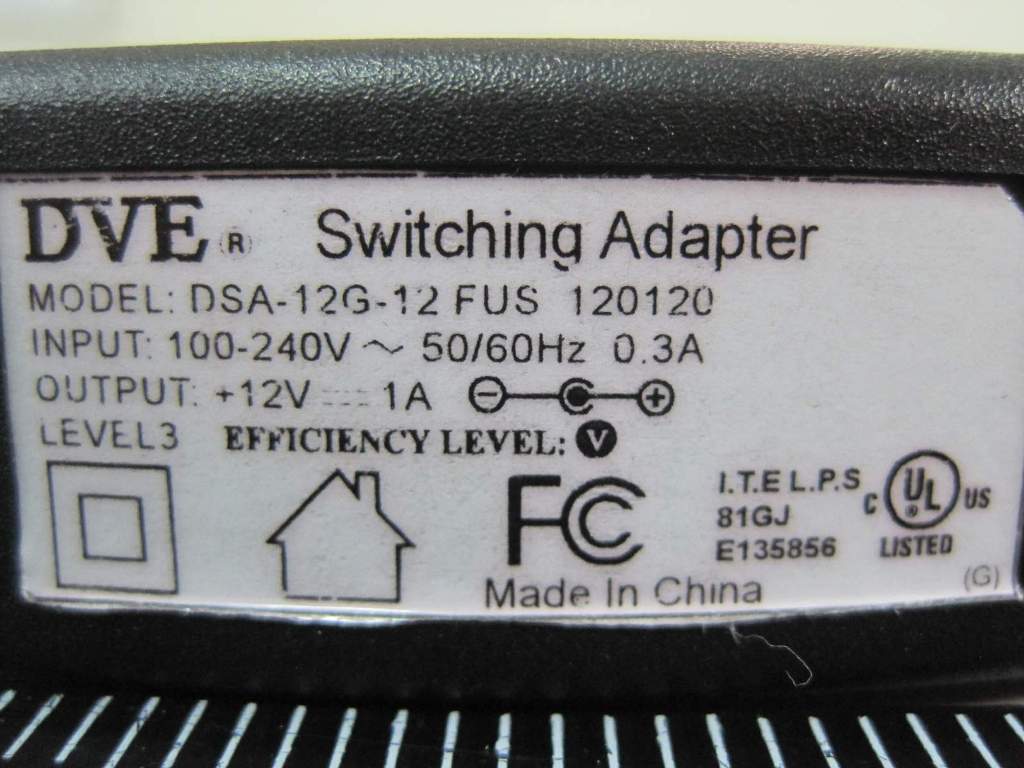 DVE® Switching Adapter
MODEL: DSA-12G-12 FUS 120120
INPUT: 100-240V ~ 50/60Hz 0.3A
OUTPUT: +12V ⎓ 1A
LEVEL3 EFFICIENCY LEVEL: V
FC
I.T.E L.P.S
81GJ
E135856
C UL® US
LISTED
Made In China
(G)